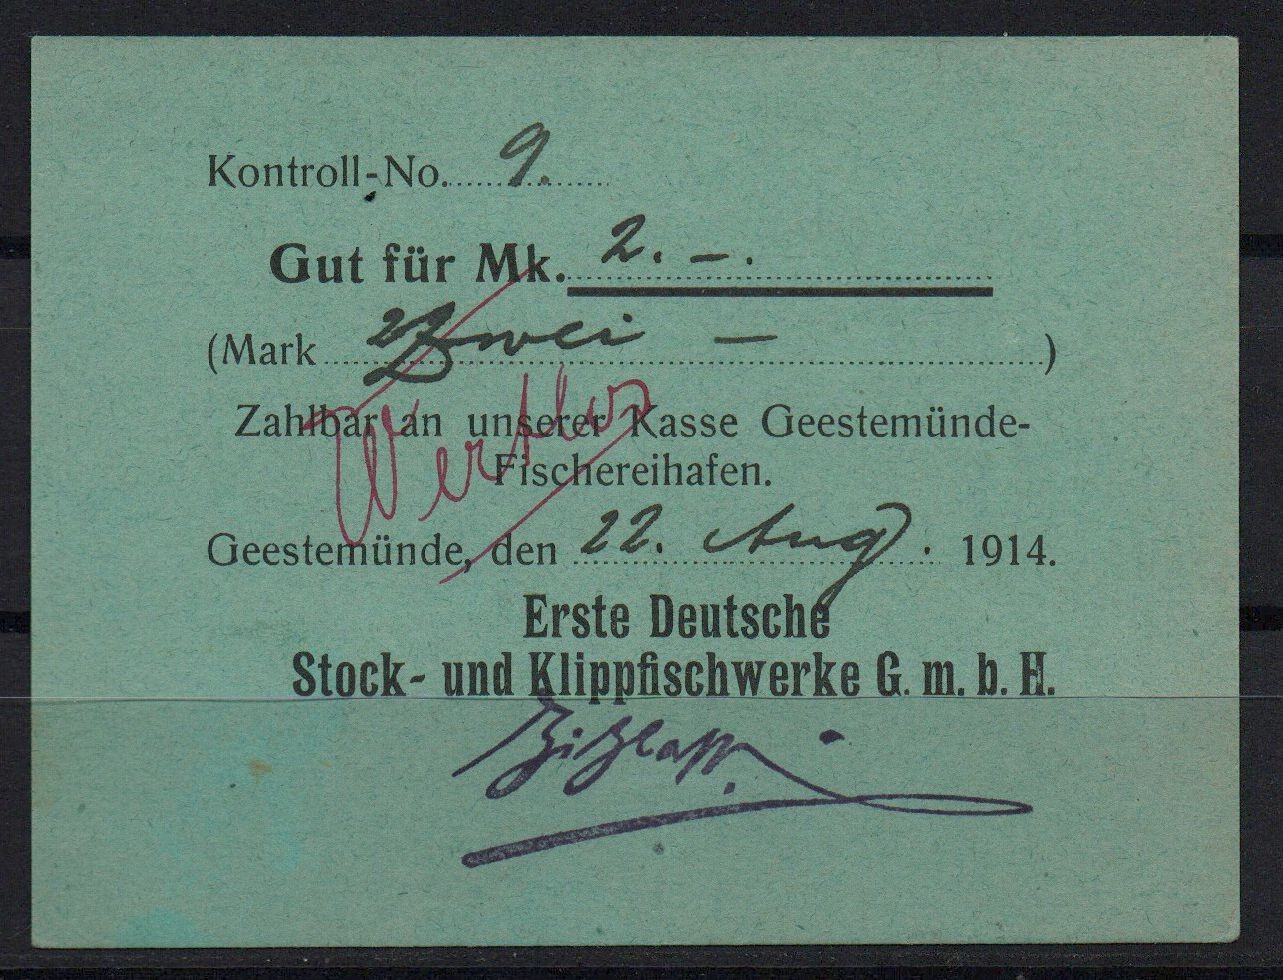 Kontroll-No. 9.
Gut für Mk. 2. – .
(Mark Zwei — )
Zahlbar an unserer Kasse Geestemünde-
Fischereihafen.
Wertlos
Geestemünde, den 22. Aug. 1914.
Erste Deutsche
Stock- und Klippfischwerke G. m. b. H.